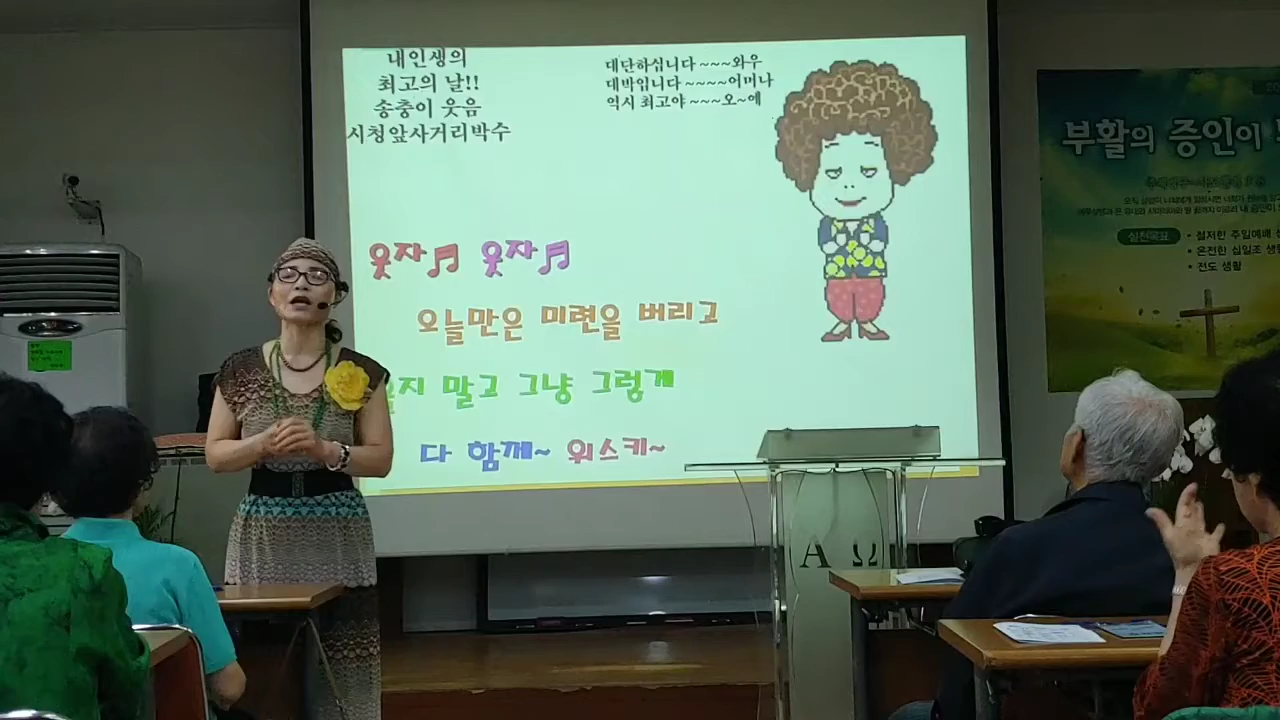 내인생의
최고의 날!!
송충이 웃음
시청앞사거리박수
대단하십니다 ~~~와우
대박입니다 ~~~~어머나
역시 최고야 ~~~오~예
웃자♬ 웃자♬
오늘만은 미련을 버리고
지 말고 그냥 그렇게
다 함께~ 위스키~
부활의 증인이
실천목표
• 철저한 주일예배
• 온전한 십일조 생
• 전도 생활
Α Ω